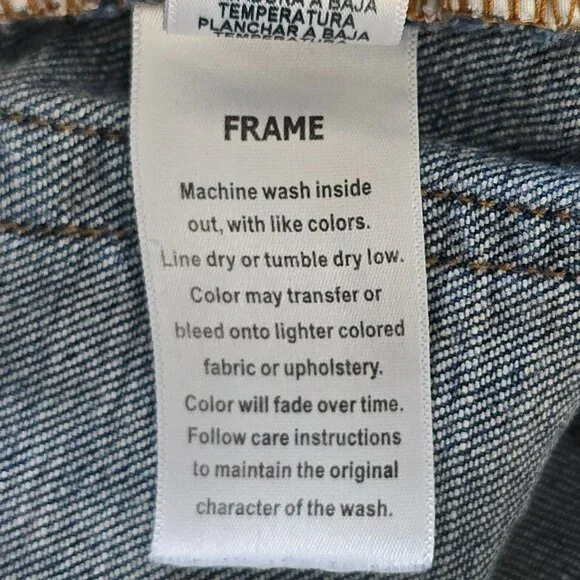 A BAJA
TEMPERATURA
PLANCHAR A BAJA
TEMPERATURA
FRAME
Machine wash inside
out, with like colors.
Line dry or tumble dry low.
Color may transfer or
bleed onto lighter colored
fabric or upholstery.
Color will fade over time.
Follow care instructions
to maintain the original
character of the wash.